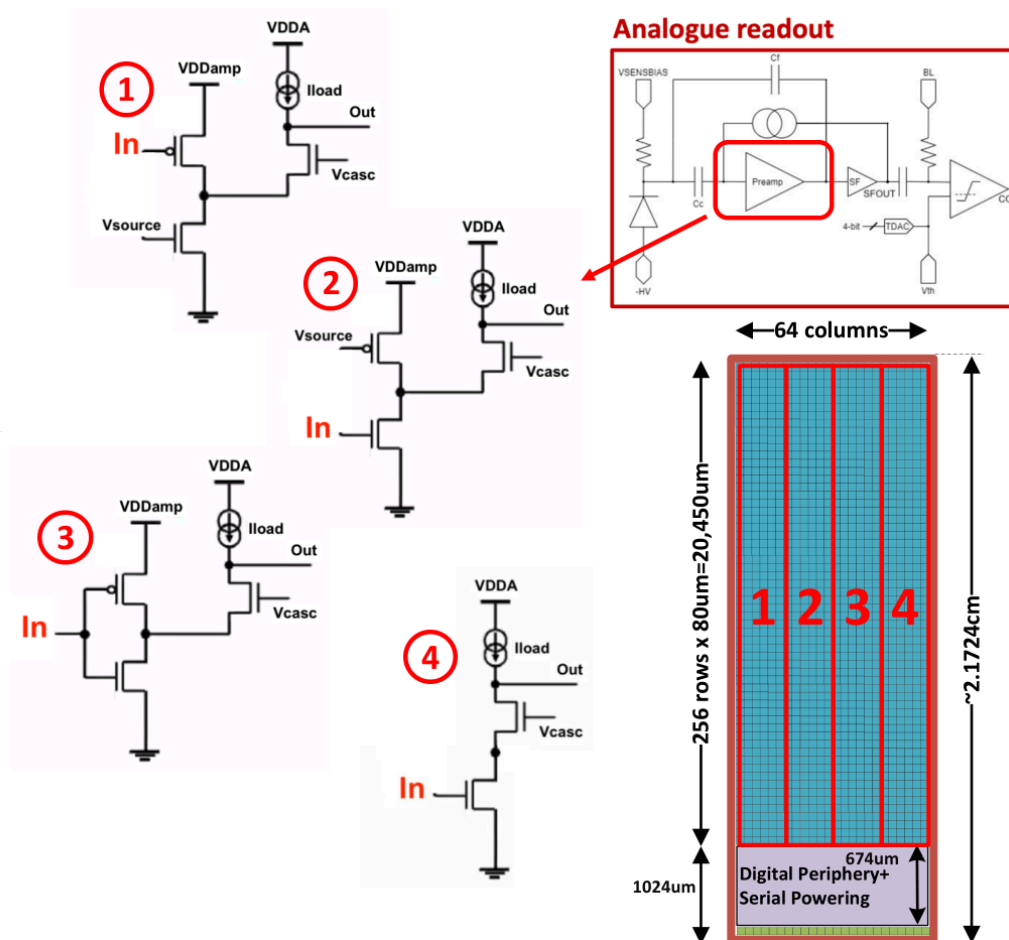 Analogue readout
VSENSBIAS
Cf
BL
Cc
Preamp
SF
SFOUT
4-bit
TDAC
-HV
Vth
1
VDDA
VDDamp
Iload
Out
In
Vcasc
Vsource
2
VDDA
VDDamp
Iload
Out
Vsource
Vcasc
In
3
VDDA
VDDamp
Iload
Out
In
Vcasc
4
VDDA
Iload
Out
Vcasc
In
64 columns
256 rows x 80um=20,450um
1 2 3 4
~2.1724cm
674um
1024um
Digital Periphery+
Serial Powering